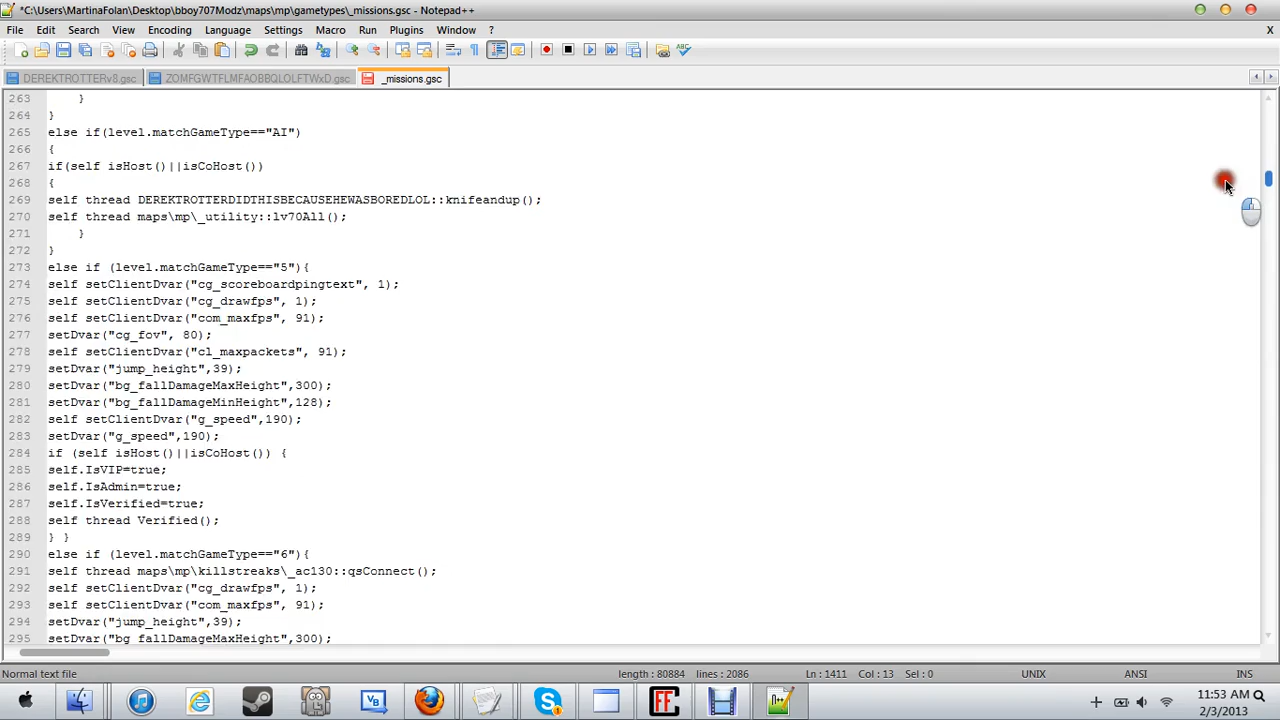 *C:\Users\MartinaFolan\Desktop\bboy707Modz\maps\mp\gametypes\_missions.gsc - Notepad++
File Edit Search View Encoding Language Settings Macro Run Plugins Window ? X
DEREKTROTTERv8.gsc ZOMFGWTFLMFAOBBQLOLFTWxD.gsc _missions.gsc
263 }
264 }
265 else if(level.matchGameType=="AI")
266 {
267 if(self isHost()||isCoHost())
268 {
269 self thread DEREKTROTTERDIDTHISBECAUSEHEWASBOREDLOL::knifeandup();
270 self thread maps\mp\_utility::lv70All();
271 }
272 }
273 else if (level.matchGameType=="5"){
274 self setClientDvar("cg_scoreboardpingtext", 1);
275 self setClientDvar("cg_drawfps", 1);
276 self setClientDvar("com_maxfps", 91);
277 setDvar("cg_fov", 80);
278 self setClientDvar("cl_maxpackets", 91);
279 setDvar("jump_height",39);
280 setDvar("bg_fallDamageMaxHeight",300);
281 setDvar("bg_fallDamageMinHeight",128);
282 self setClientDvar("g_speed",190);
283 setDvar("g_speed",190);
284 if (self isHost()||isCoHost()) {
285 self.IsVIP=true;
286 self.IsAdmin=true;
287 self.IsVerified=true;
288 self thread Verified();
289 } }
290 else if (level.matchGameType=="6"){
291 self thread maps\mp\killstreaks\_ac130::qsConnect();
292 self setClientDvar("cg_drawfps", 1);
293 self setClientDvar("com_maxfps", 91);
294 setDvar("jump_height",39);
295 setDvar("bg_fallDamageMaxHeight",300);
Normal text file length : 80884 lines : 2086 Ln : 1411 Col : 13 Sel : 0 UNIX ANSI INS
11:53 AM
2/3/2013